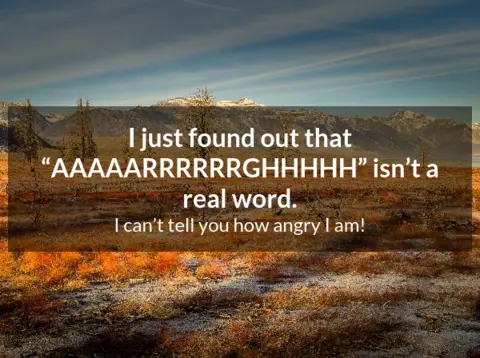 I just found out that
“AAAAARRRRRRGHHHHH” isn’t a
real word.
I can’t tell you how angry I am!